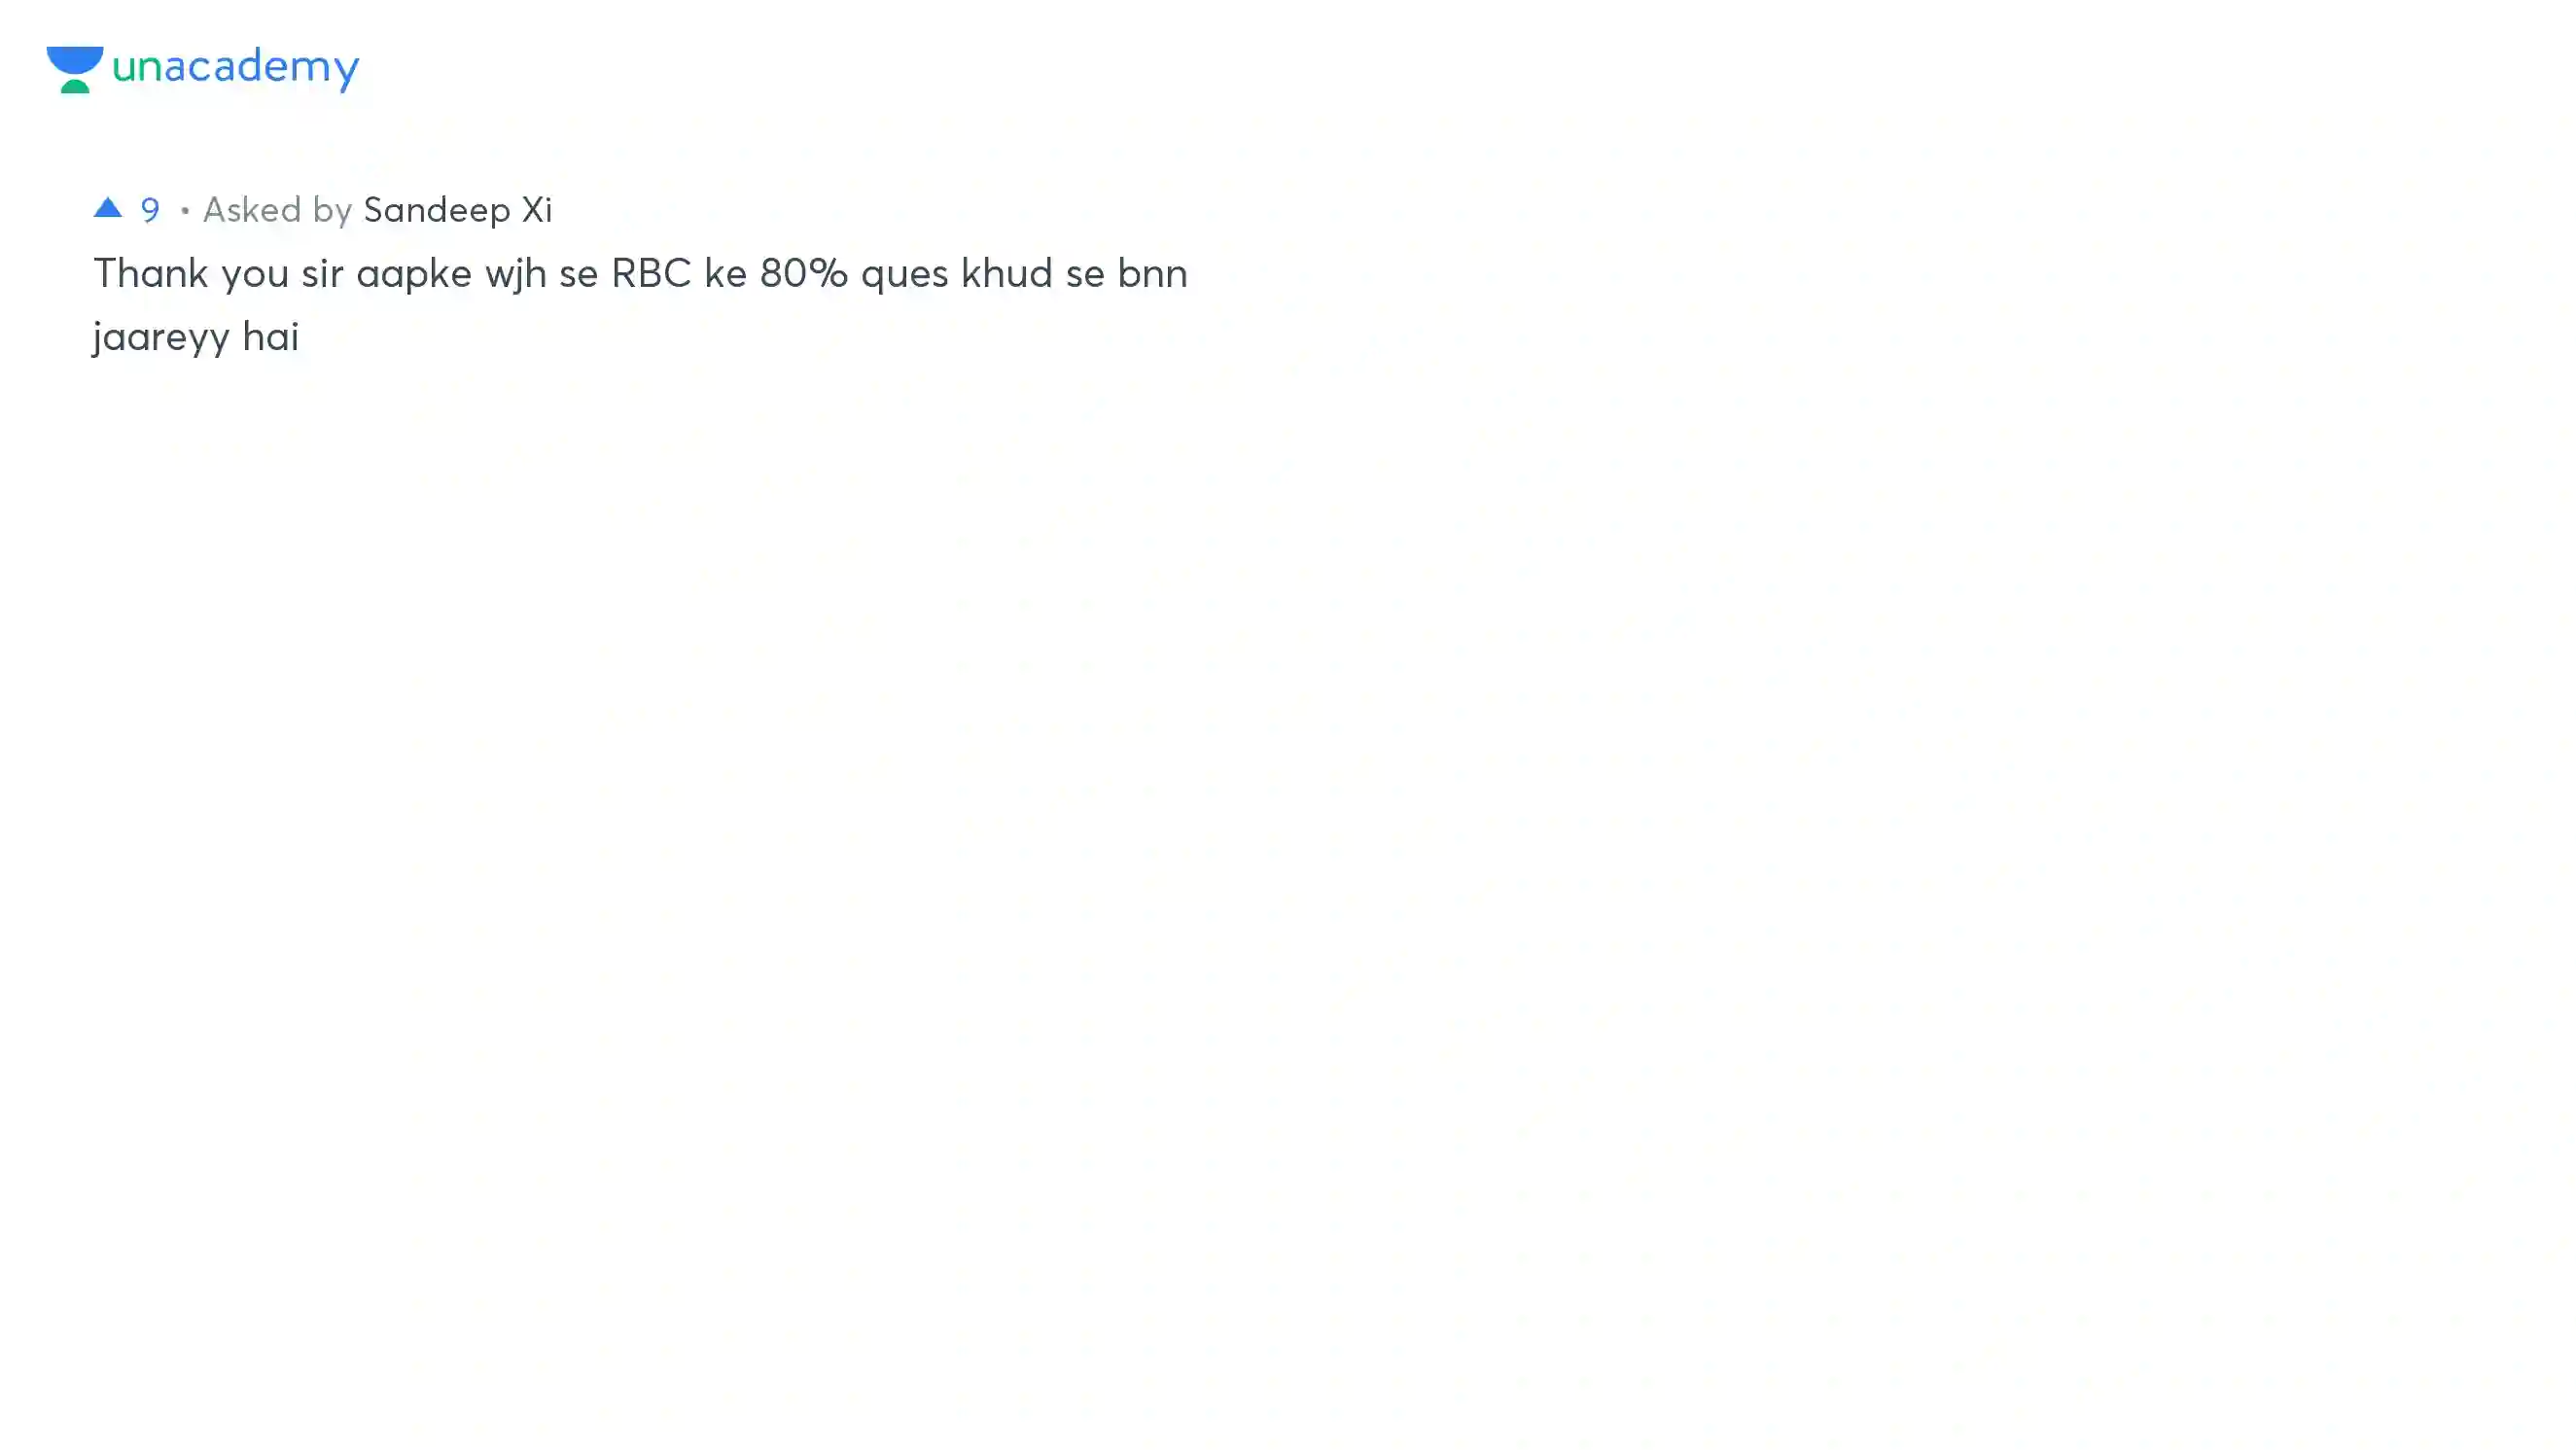 unacademy
▲ 9 • Asked by Sandeep Xi
Thank you sir aapke wjh se RBC ke 80% ques khud se bnn
jaareyy hai